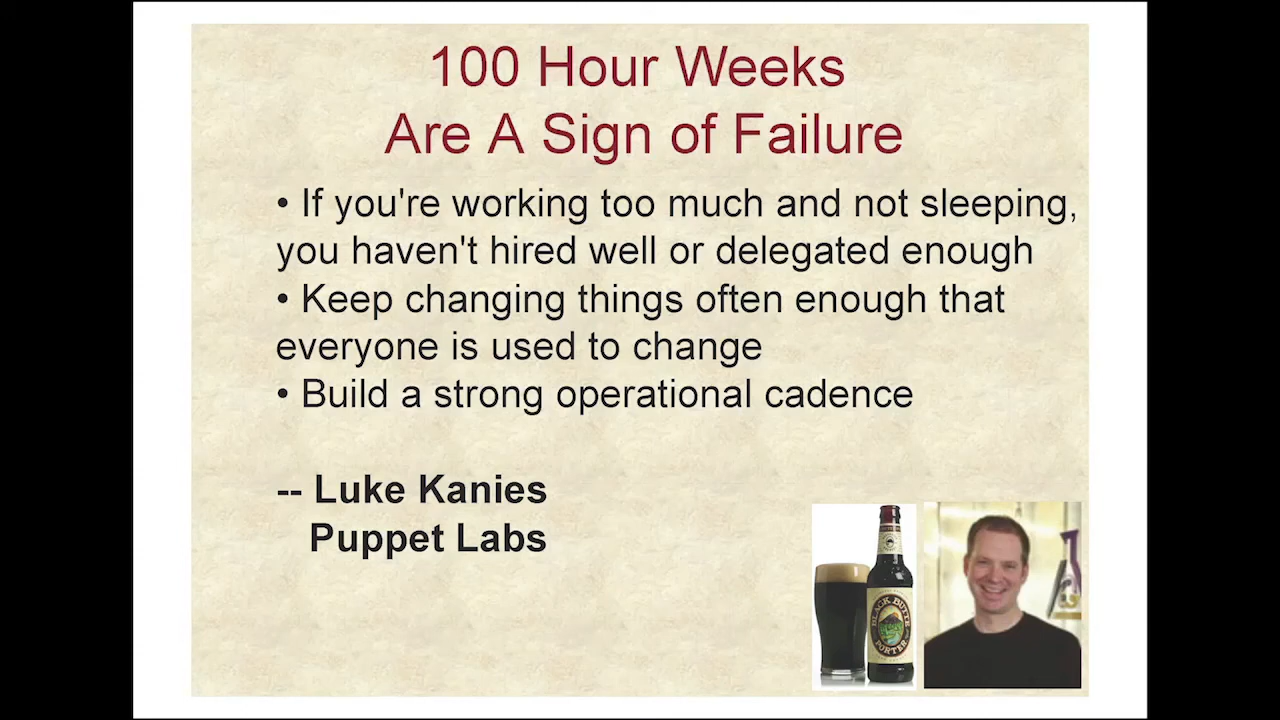 100 Hour Weeks
Are A Sign of Failure
• If you're working too much and not sleeping,
you haven't hired well or delegated enough
• Keep changing things often enough that
everyone is used to change
• Build a strong operational cadence
-- Luke Kanies
Puppet Labs
BLACK BUTTE
PORTER